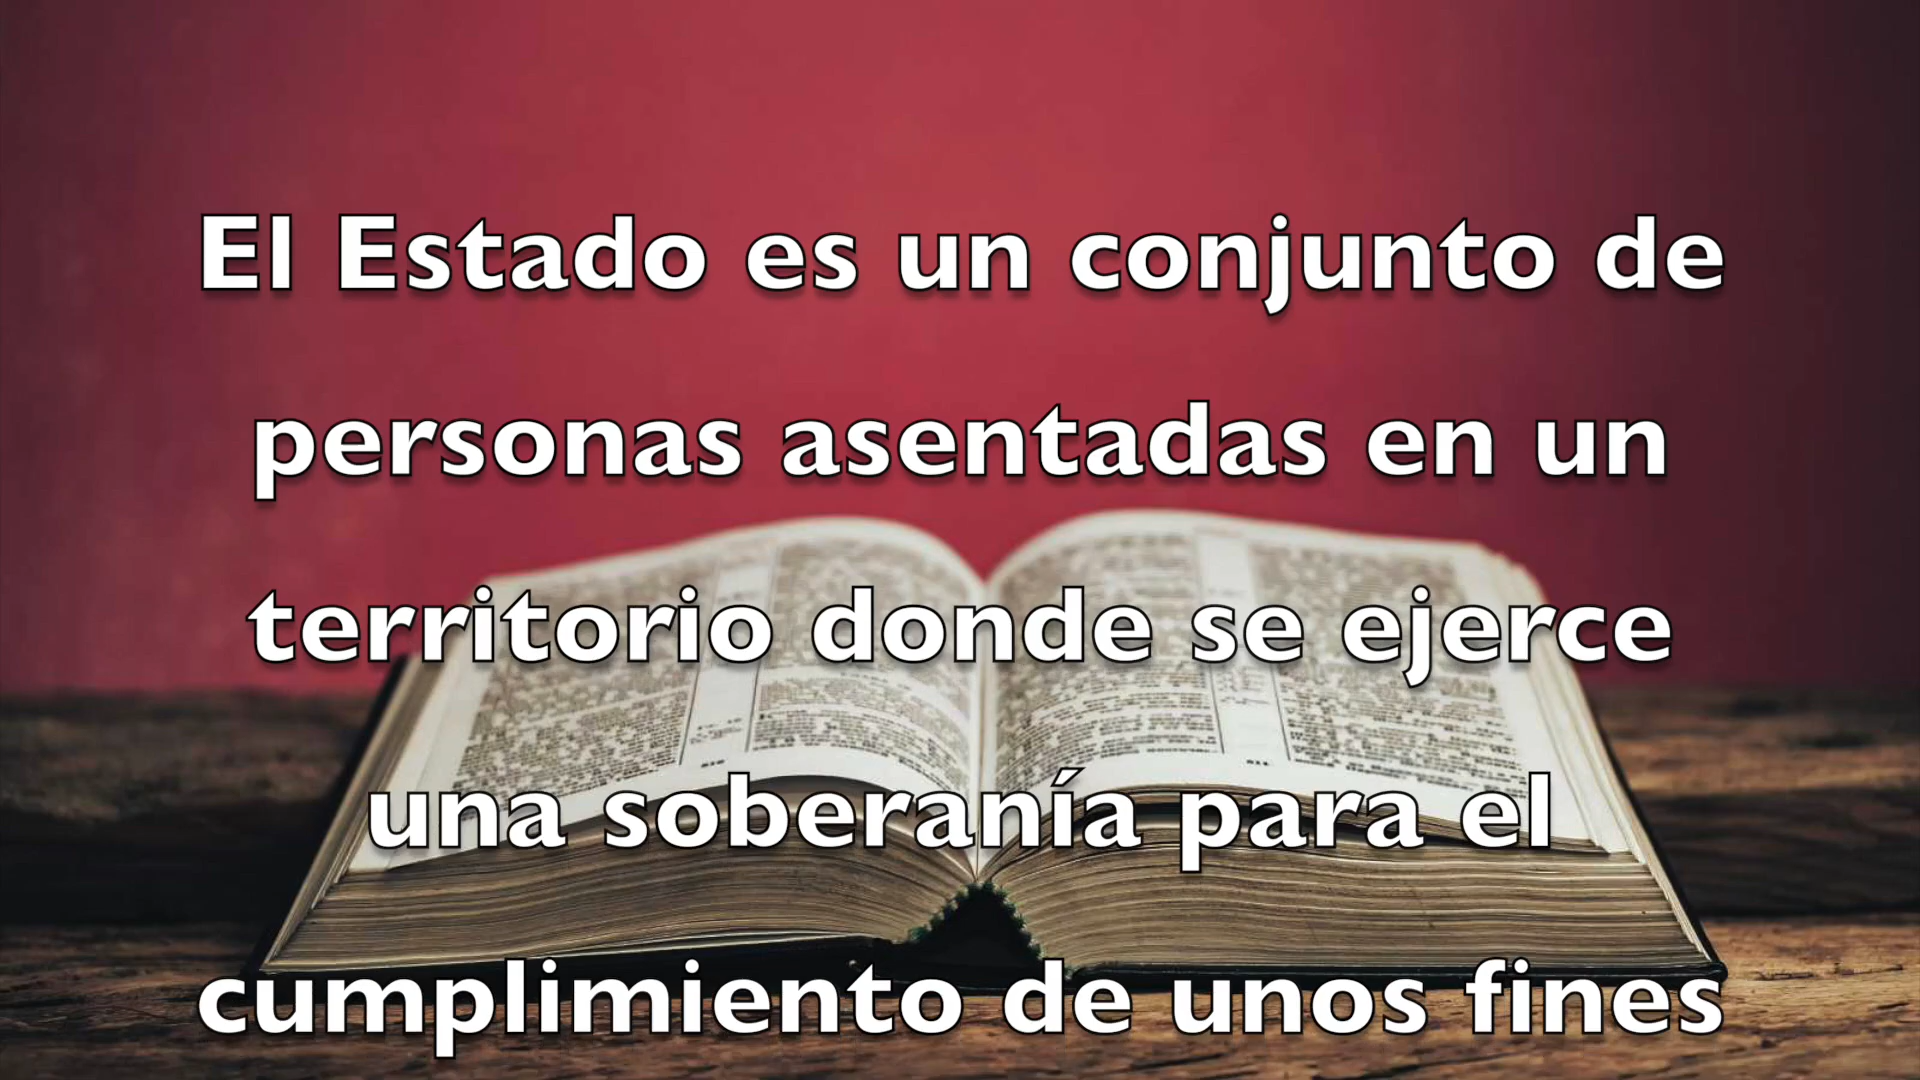 El Estado es un conjunto de
personas asentadas en un
territorio donde se ejerce
una soberanía para el
cumplimiento de unos fines